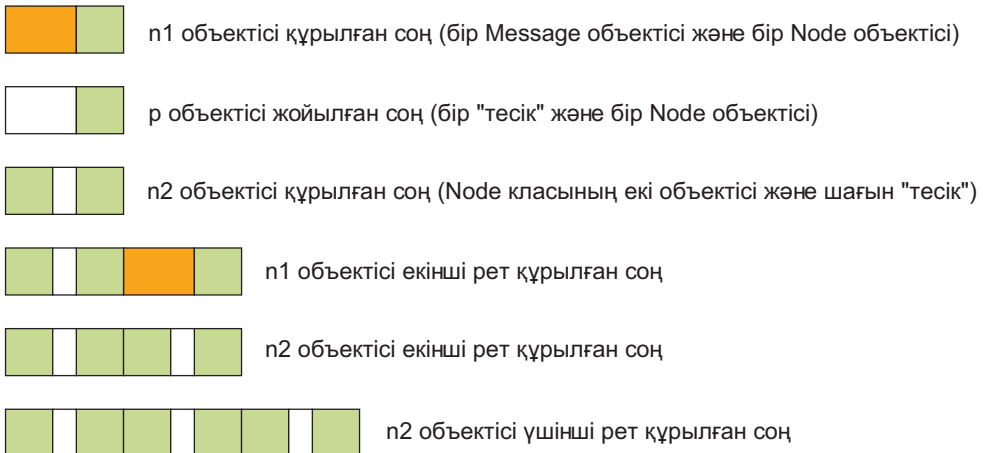 n1 объектісі құрылған соң (бір Message объектісі және бір Node объектісі)
p объектісі жойылған соң (бір "тесік" және бір Node объектісі)
n2 объектісі құрылған соң (Node класының екі объектісі және шағын "тесік")
n1 объектісі екінші рет құрылған соң
n2 объектісі екінші рет құрылған соң
n2 объектісі үшінші рет құрылған соң